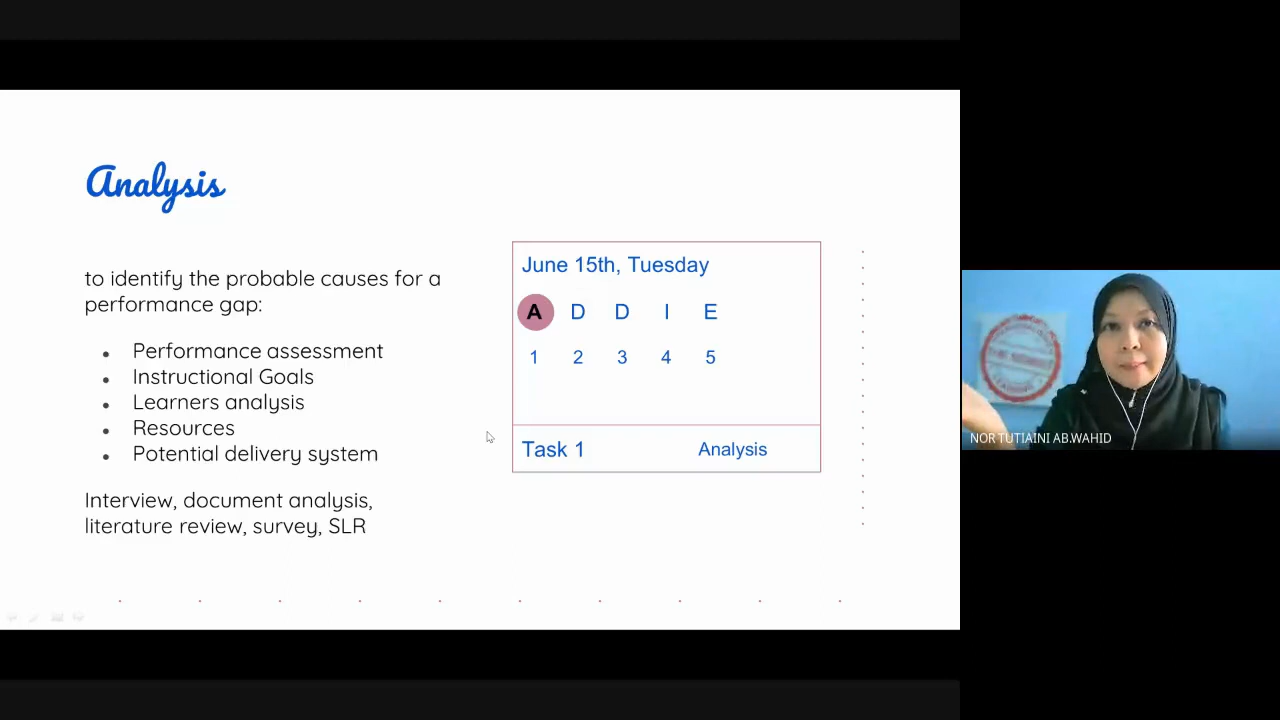 Analysis
to identify the probable causes for a
performance gap:
Performance assessment
Instructional Goals
Learners analysis
Resources
Potential delivery system
Interview, document analysis,
literature review, survey, SLR
June 15th, Tuesday
A D D I E
1 2 3 4 5
Task 1 Analysis
NOR TUTIAINI AB.WAHID